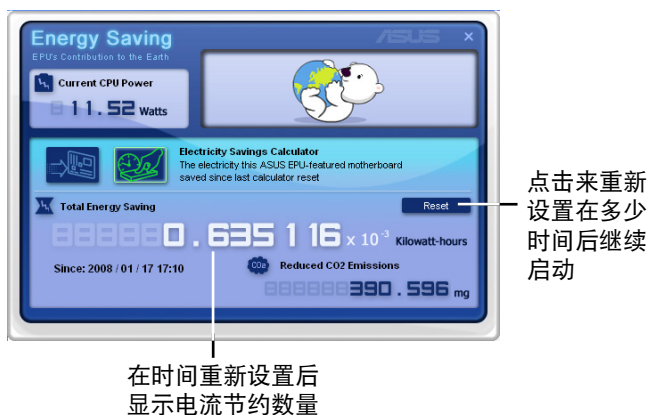 Energy Saving
EPU's Contribution to the Earth
ASUS
Current CPU Power
11.52 Watts
Electricity Savings Calculator
The electricity this ASUS EPU-featured motherboard
saved since last calculator reset
Total Energy Saving
Reset
0.635116 x 10⁻³ Kilowatt-hours
Since: 2008 / 01 / 17 17:10
CO2e
Reduced CO2 Emissions
390.596 mg
点击来重新
设置在多少
时间后继续
启动
在时间重新设置后
显示电流节约数量